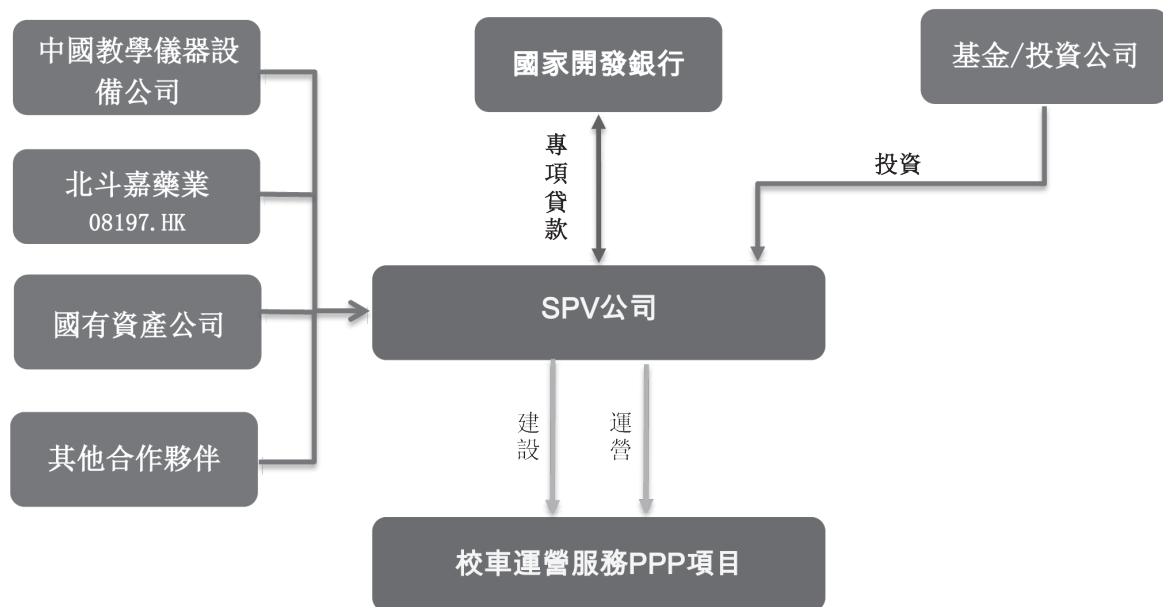 中國教學儀器設
備公司
北斗嘉藥業
08197.HK
國有資產公司
其他合作夥伴
國家開發銀行
專項貸款
基金/投資公司
投資
SPV公司
建設
運營
校車運營服務PPP項目